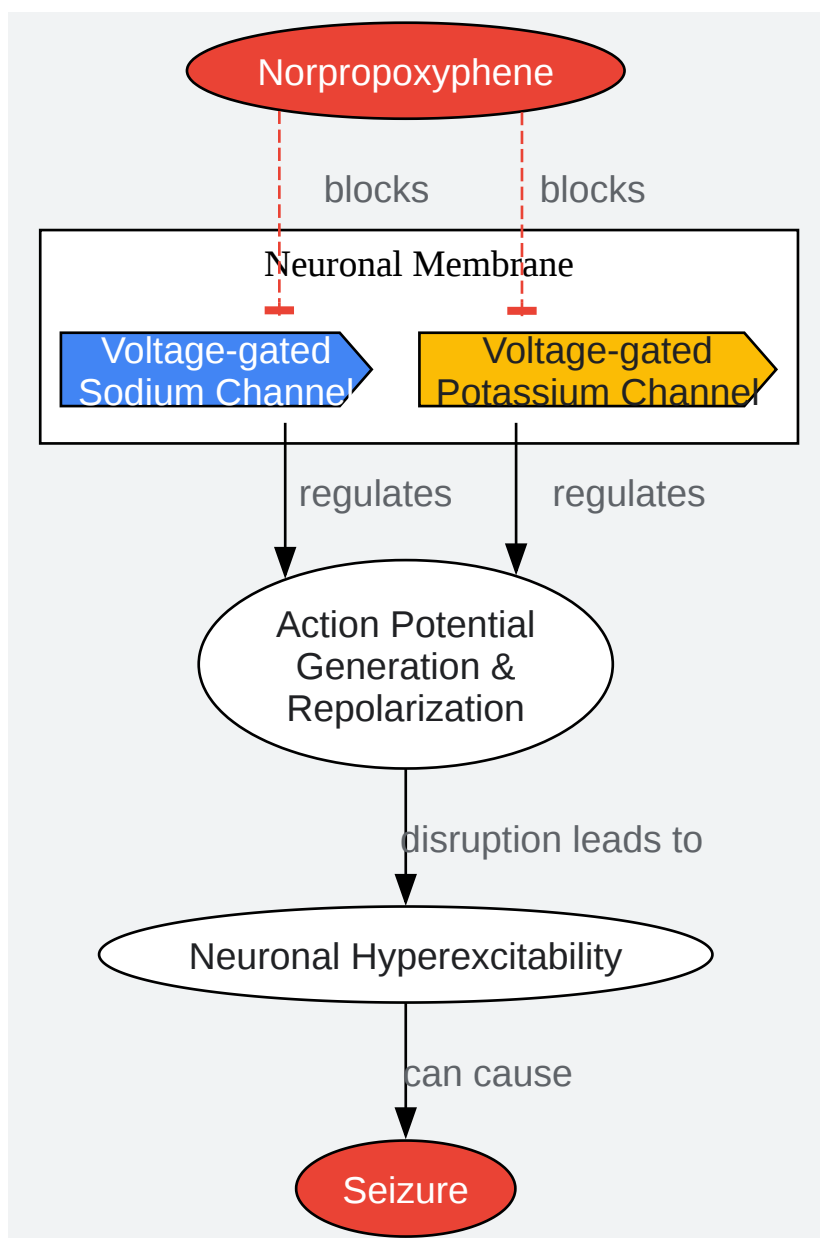 Norpropoxyphene
blocks
blocks
Neuronal Membrane
Voltage-gated
Sodium Channel
Voltage-gated
Potassium Channel
regulates
regulates
Action Potential
Generation &
Repolarization
disruption leads to
Neuronal Hyperexcitability
can cause
Seizure